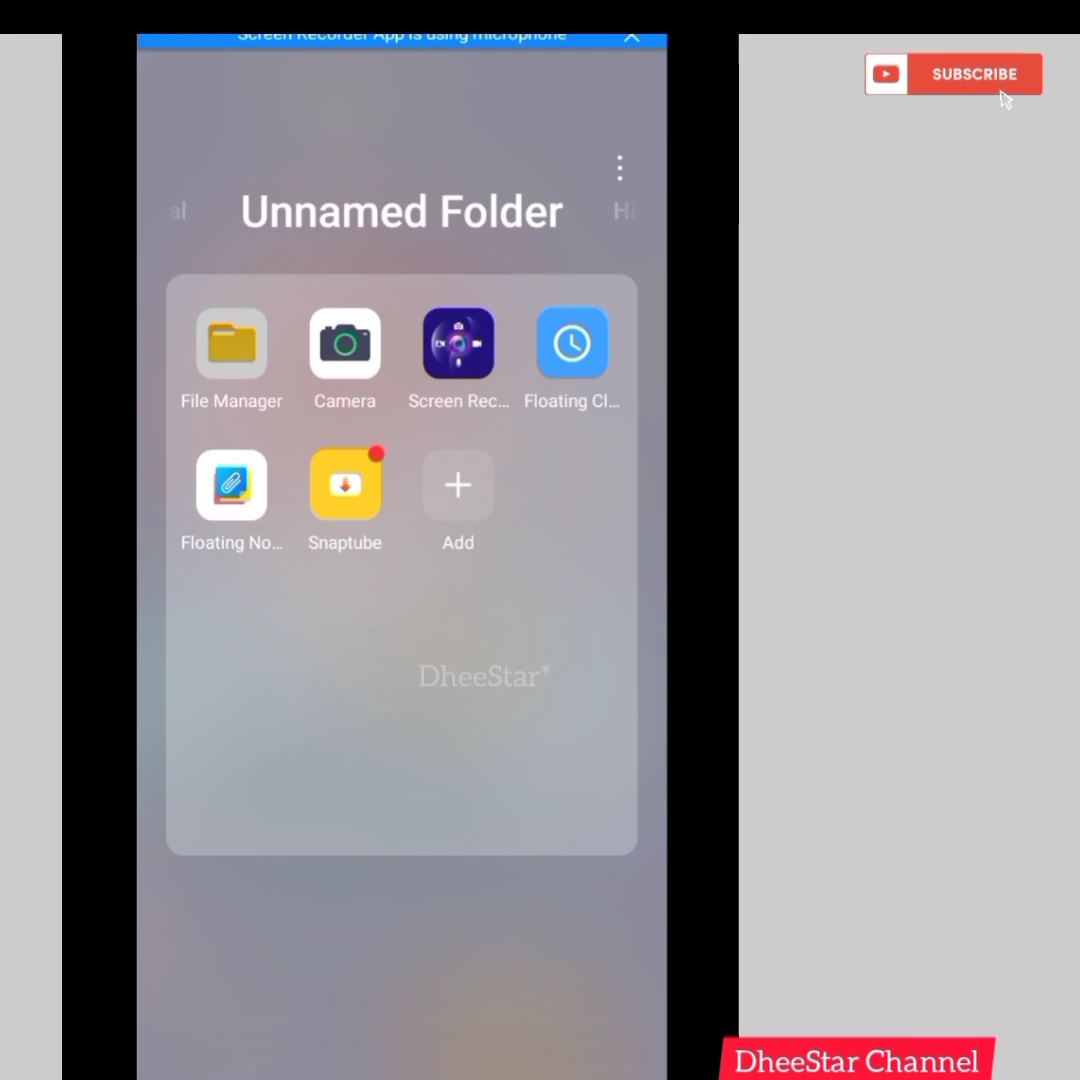 Screen Recorder App is using microphone
SUBSCRIBE
al Unnamed Folder Hi
File Manager Camera Screen Rec... Floating Cl...
Floating No... Snaptube Add
DheeStar*
DheeStar Channel